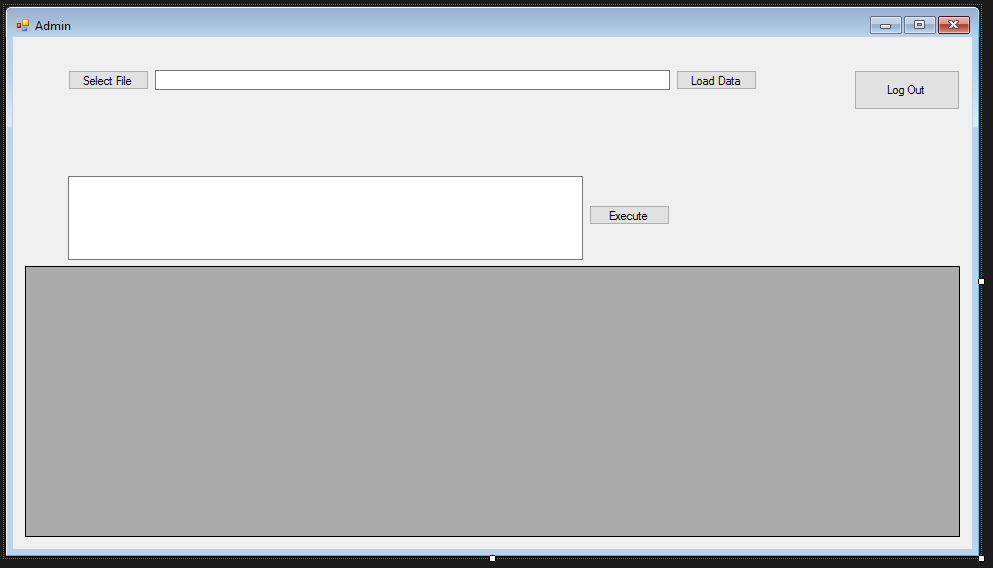 Admin
Select File
Load Data
Log Out
Execute